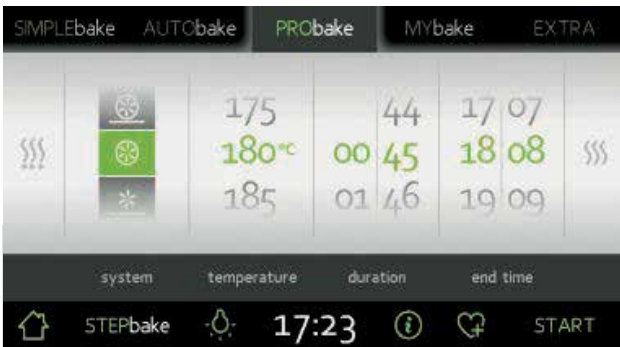 SIMPLEbake AUTObake PRObake MYbake EXTRA
175 44 17 07
180°C 00 45 18 08
185 01 46 19 09
system temperature duration end time
STEPbake 17:23 i START